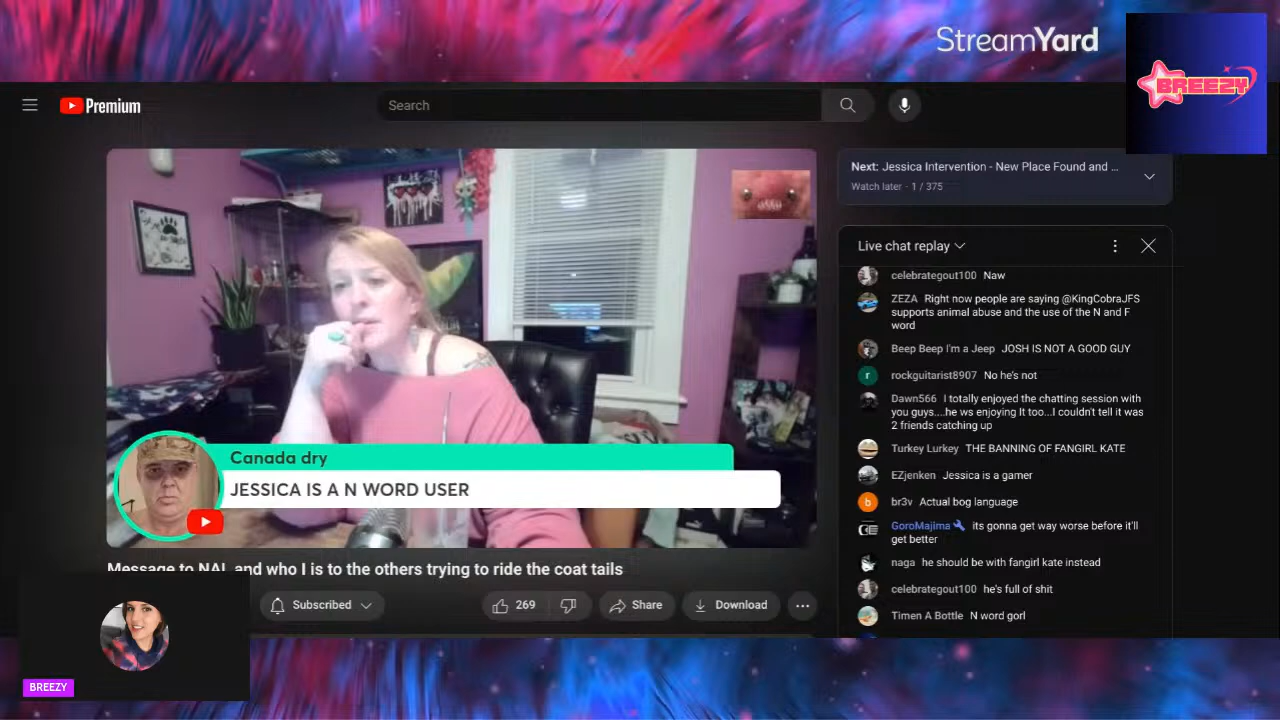 StreamYard
BREEZY
Premium
Search
Next: Jessica Intervention - New Place Found and ...
Watch later - 1 / 375
Live chat replay
celebrategout100 Naw
ZEZA Right now people are saying @KingCobraJFS
supports animal abuse and the use of the N and F
word
Beep Beep I'm a Jeep JOSH IS NOT A GOOD GUY
r
rockguitarist8907 No he's not
Dawn566 I totally enjoyed the chatting session with
you guys....he ws enjoying It too...I couldn't tell it was
2 friends catching up
Turkey Lurkey THE BANNING OF FANGIRL KATE
EZjenken Jessica is a gamer
b
br3v Actual bog language
GoroMajima its gonna get way worse before it'll
get better
naga he should be with fangirl kate instead
celebrategout100 he's full of shit
Timen A Bottle N word gorl
Canada dry
JESSICA IS A N WORD USER
Message to NAL and who I is to the others trying to ride the coat tails
Subscribed
269
Share
Download
BREEZY